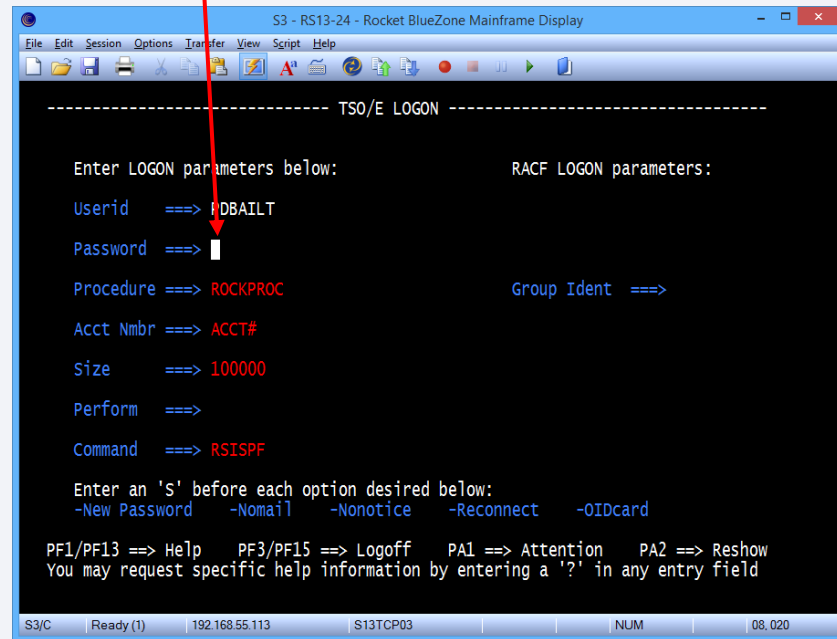 S3 - RS13-24 - Rocket BlueZone Mainframe Display
File Edit Session Options Transfer View Script Help
------------------------------ TSO/E LOGON -----------------------------------
Enter LOGON parameters below: RACF LOGON parameters:
Userid ===> PDBAILT
Password ===>
Procedure ===> ROCKPROC Group Ident ===>
Acct Nmbr ===> ACCT#
Size ===> 100000
Perform ===>
Command ===> RSISPF
Enter an 'S' before each option desired below:
-New Password -Nomail -Nonotice -Reconnect -OIDcard
PF1/PF13 ==> Help PF3/PF15 ==> Logoff PA1 ==> Attention PA2 ==> Reshow
You may request specific help information by entering a '?' in any entry field
S3/C Ready (1) 192.168.55.113 S13TCP03 NUM 08, 020